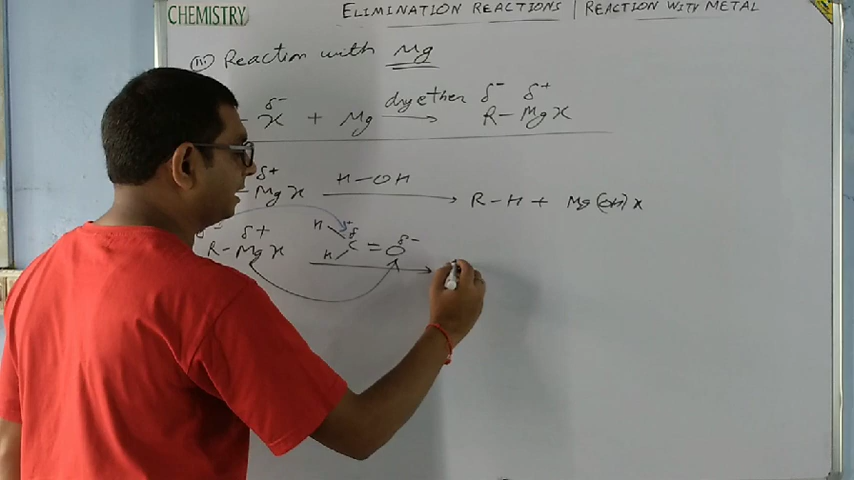 CHEMISTRY
ELIMINATION REACTIONS | REACTION WITH METAL
(iii) Reaction with Mg
δ- dry ether δ- δ+
X + Mg → R-MgX
δ+ H-OH
MgX → R-H + Mg(OH)X
δ- δ+ H δ+ δ-
R-MgX C=O →
H